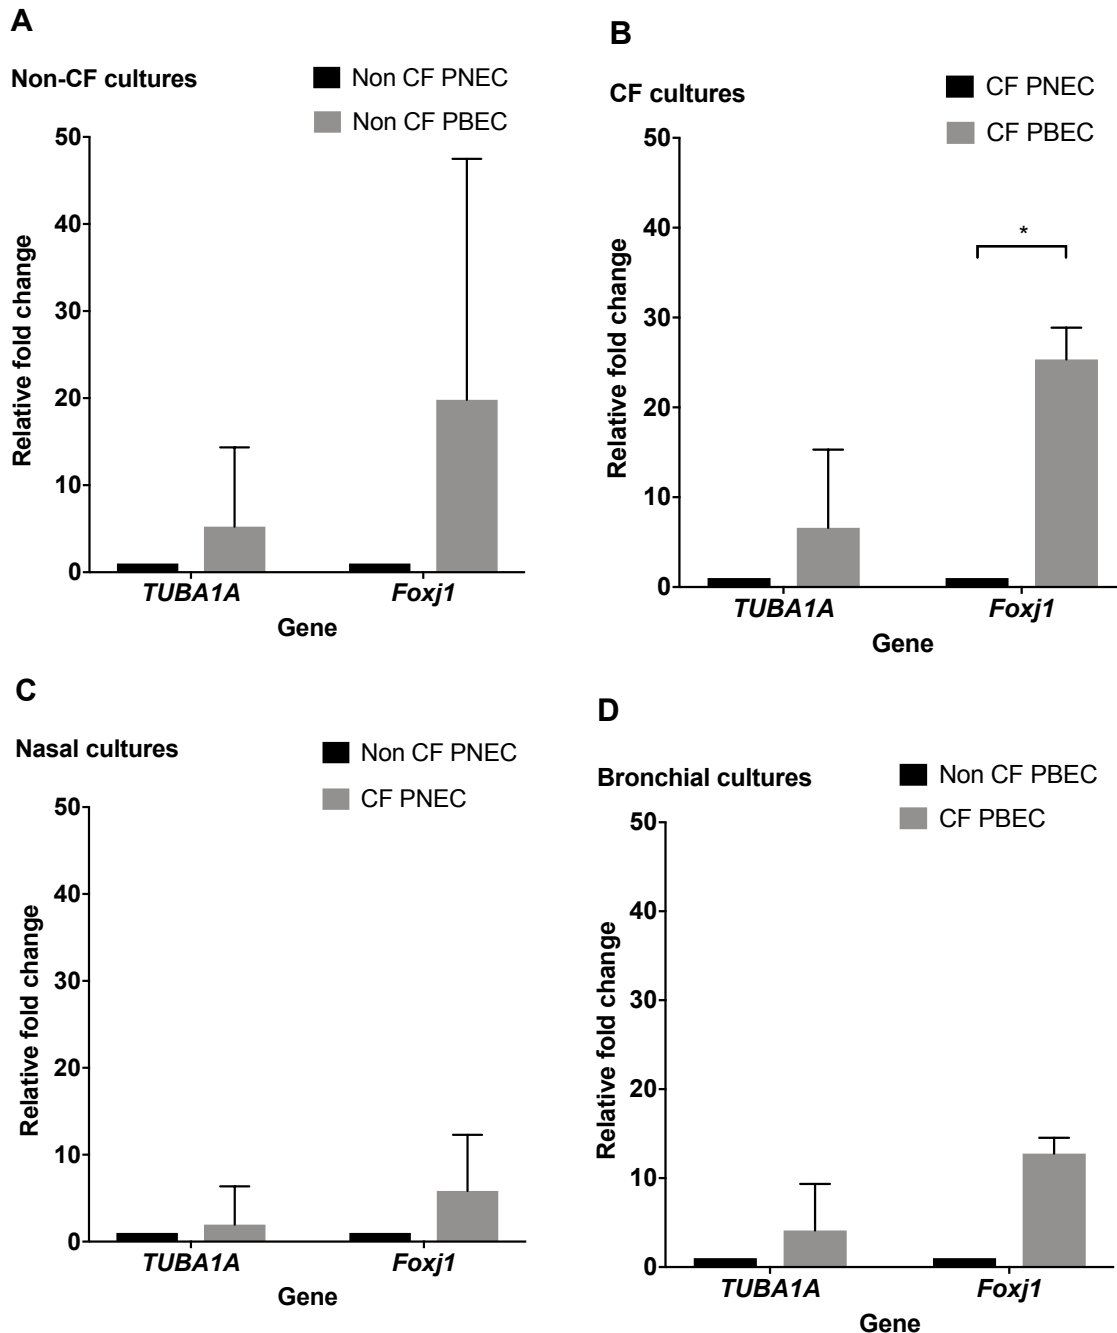 A
Non-CF cultures
Non CF PNEC
Non CF PBEC
50
40
30
20
10
0
Relative fold change
TUBA1A
Foxj1
Gene
B
CF cultures
CF PNEC
CF PBEC
50
40
30
20
10
0
Relative fold change
*
TUBA1A
Foxj1
Gene
C
Nasal cultures
Non CF PNEC
CF PNEC
50
40
30
20
10
0
Relative fold change
TUBA1A
Foxj1
Gene
D
Bronchial cultures
Non CF PBEC
CF PBEC
50
40
30
20
10
0
Relative fold change
TUBA1A
Foxj1
Gene